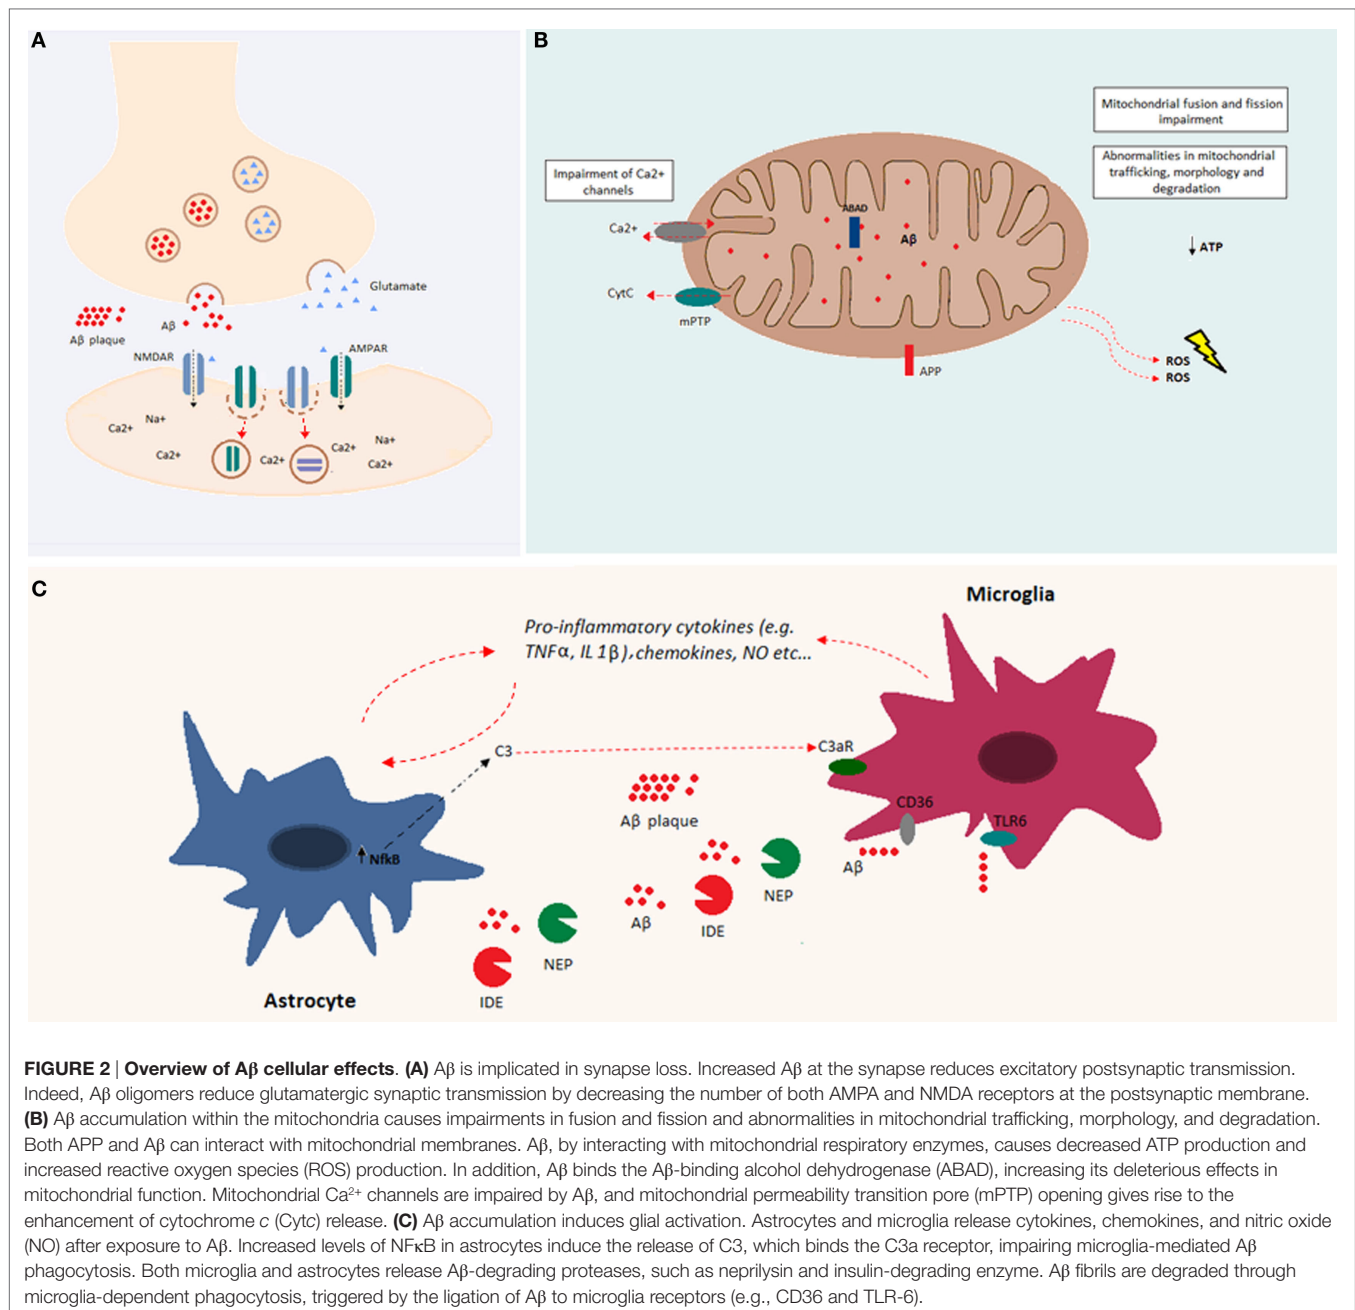 A
Glutamate
Aβ plaque
Aβ
NMDAR
AMPAR
Ca2+
Na+
Ca2+
Ca2+
Ca2+
Na+
Ca2+
B
Mitochondrial fusion and fission
impairment
Abnormalities in mitochondrial
trafficking, morphology and
degradation
Impairment of Ca2+
channels
ABAD
Ca2+
Aβ
ATP
CytC
mPTP
APP
ROS
ROS
C
Microglia
Pro-inflammatory cytokines (e.g.
TNFα, IL 1β), chemokines, NO etc...
C3
C3aR
CD36
TLR6
Aβ plaque
Aβ
NfkB
NEP
Aβ
IDE
NEP
IDE
Astrocyte
FIGURE 2 | Overview of Aβ cellular effects. (A) Aβ is implicated in synapse loss. Increased Aβ at the synapse reduces excitatory postsynaptic transmission.
Indeed, Aβ oligomers reduce glutamatergic synaptic transmission by decreasing the number of both AMPA and NMDA receptors at the postsynaptic membrane.
(B) Aβ accumulation within the mitochondria causes impairments in fusion and fission and abnormalities in mitochondrial trafficking, morphology, and degradation.
Both APP and Aβ can interact with mitochondrial membranes. Aβ, by interacting with mitochondrial respiratory enzymes, causes decreased ATP production and
increased reactive oxygen species (ROS) production. In addition, Aβ binds the Aβ-binding alcohol dehydrogenase (ABAD), increasing its deleterious effects in
mitochondrial function. Mitochondrial Ca²⁺ channels are impaired by Aβ, and mitochondrial permeability transition pore (mPTP) opening gives rise to the
enhancement of cytochrome c (Cytc) release. (C) Aβ accumulation induces glial activation. Astrocytes and microglia release cytokines, chemokines, and nitric oxide
(NO) after exposure to Aβ. Increased levels of NFκB in astrocytes induce the release of C3, which binds the C3a receptor, impairing microglia-mediated Aβ
phagocytosis. Both microglia and astrocytes release Aβ-degrading proteases, such as neprilysin and insulin-degrading enzyme. Aβ fibrils are degraded through
microglia-dependent phagocytosis, triggered by the ligation of Aβ to microglia receptors (e.g., CD36 and TLR-6).